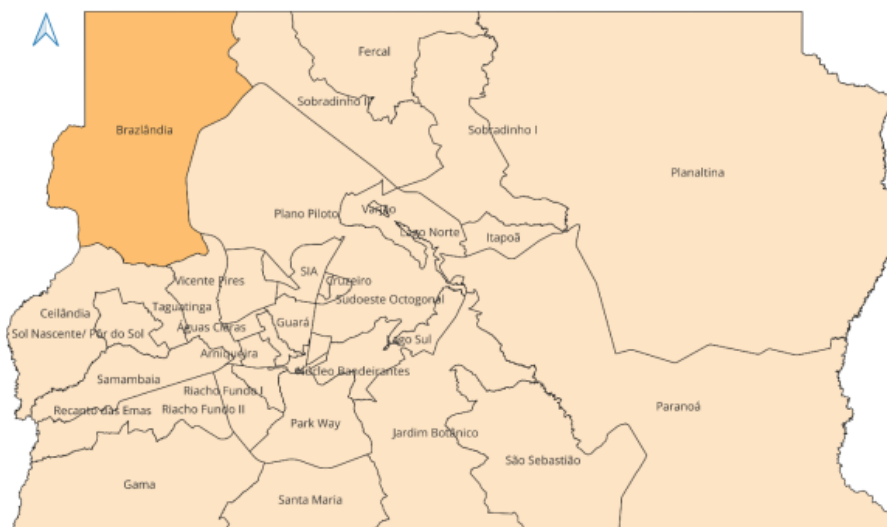 Fercal
Sobradinho II
Brazlândia
Sobradinho I
Planaltina
Varjão
Plano Piloto
Lago Norte
Itapoã
SIA
Vicente Pires
Cruzeiro
Sudoeste Octogonal
Taguatinga
Ceilândia
Guará
Águas Claras
Sol Nascente/ Pôr do Sol
Lago Sul
Arniqueira
Núcleo Bandeirantes
Samambaia
Riacho Fundo I
Recanto das Emas
Riacho Fundo II
Paranoá
Park Way
Jardim Botânico
São Sebastião
Gama
Santa Maria